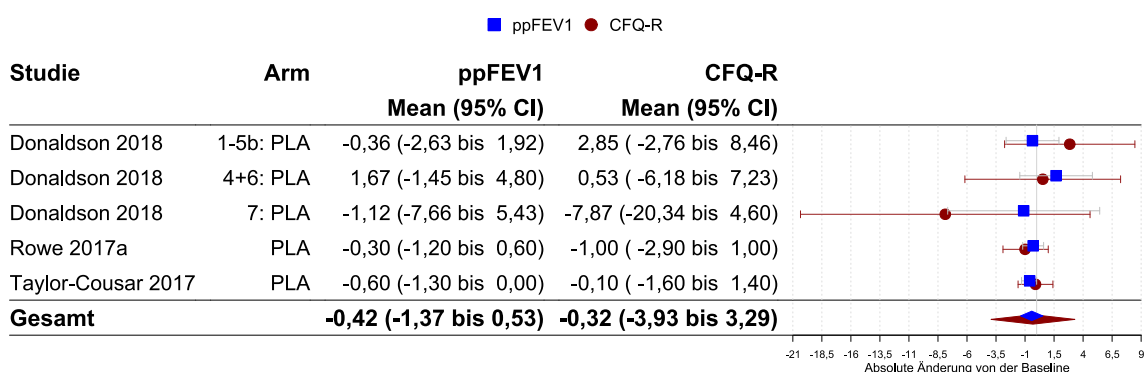 ppFEV1 CFQ-R
Studie Arm ppFEV1 CFQ-R
Mean (95% CI) Mean (95% CI)
Donaldson 2018 1-5b: PLA -0,36 (-2,63 bis 1,92) 2,85 ( -2,76 bis 8,46)
Donaldson 2018 4+6: PLA 1,67 (-1,45 bis 4,80) 0,53 ( -6,18 bis 7,23)
Donaldson 2018 7: PLA -1,12 (-7,66 bis 5,43) -7,87 (-20,34 bis 4,60)
Rowe 2017a PLA -0,30 (-1,20 bis 0,60) -1,00 ( -2,90 bis 1,00)
Taylor-Cousar 2017 PLA -0,60 (-1,30 bis 0,00) -0,10 ( -1,60 bis 1,40)
Gesamt -0,42 (-1,37 bis 0,53) -0,32 (-3,93 bis 3,29)
-21 -18,5 -16 -13,5 -11 -8,5 -6 -3,5 -1 1,5 4 6,5 9
Absolute Änderung von der Baseline